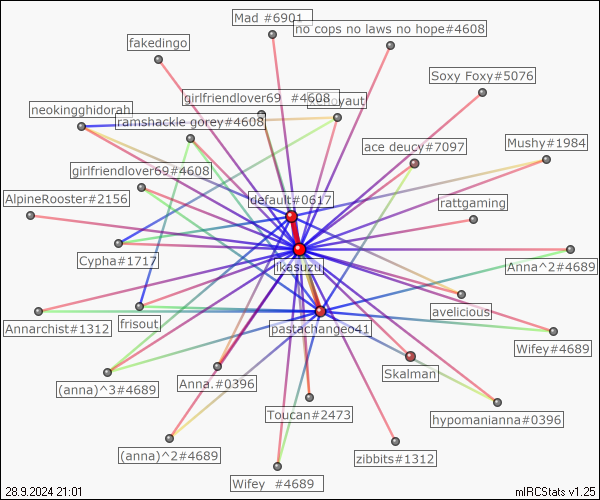 Mad #6901
no cops no laws no hope#4608
fakedingo
Soxy Foxy#5076
girlfriendlover69 #4608
neokingghidorah
ramshackle gorey#4608
ace deucy#7097
Mushy#1984
girlfriendlover69#4608
AlpineRooster#2156
default#0617
rattgaming
Cypha#1717
ikasuzu
Anna^2#4689
Annarchist#1312
frisout
pastachangeo41
avelicious
Wifey#4689
Skalman
(anna)^3#4689
Anna.#0396
Toucan#2473
hypomanianna#0396
(anna)^2#4689
zibbits#1312
Wifey #4689
28.9.2024 21:01
mIRCStats v1.25